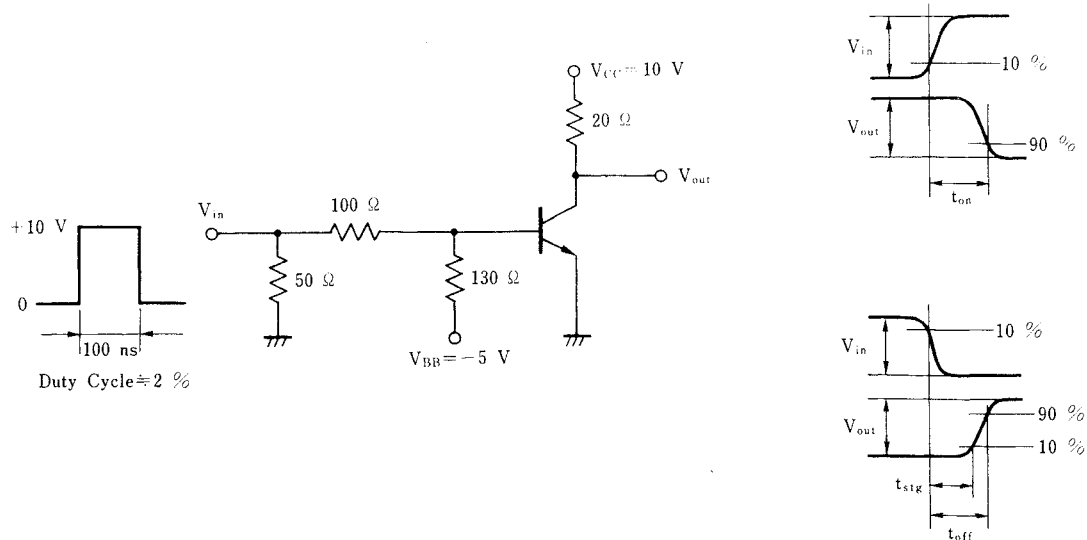 V_CC=10 V
20 Ω
V_out
100 Ω
V_in
+10 V
0
50 Ω
130 Ω
100 ns
V_BB=−5 V
Duty Cycle≒2 %
V_in
10 %
V_out
90 %
t_on
V_in
10 %
V_out
90 %
10 %
t_stg
t_off